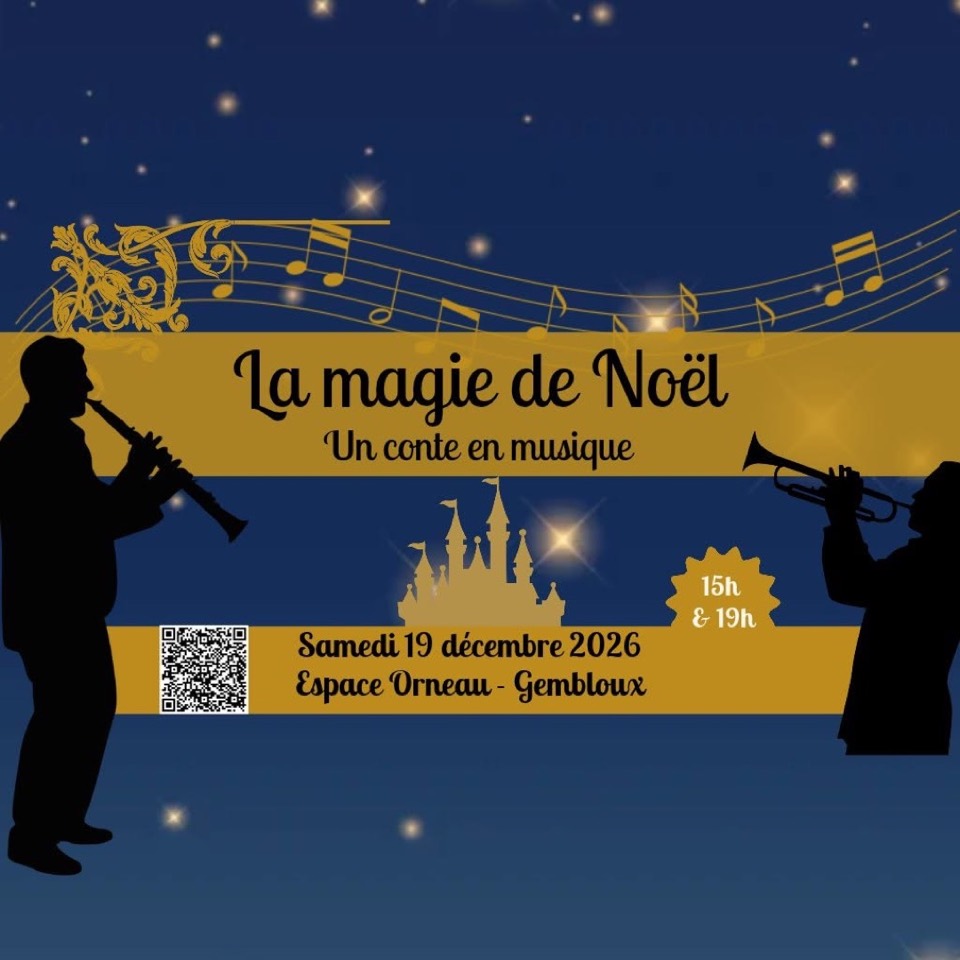 La magie de Noël
Un conte en musique
15h
& 19h
Samedi 19 décembre 2026
Espace Orneau - Gembloux